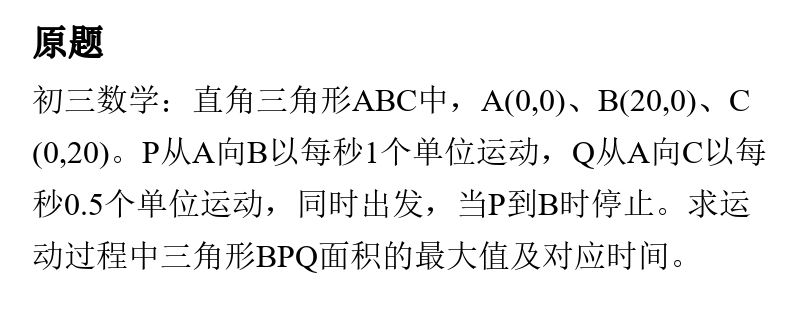 原题
初三数学：直角三角形ABC中，A(0,0)、B(20,0)、C
(0,20)。P从A向B以每秒1个单位运动，Q从A向C以每
秒0.5个单位运动，同时出发，当P到B时停止。求运
动过程中三角形BPQ面积的最大值及对应时间。